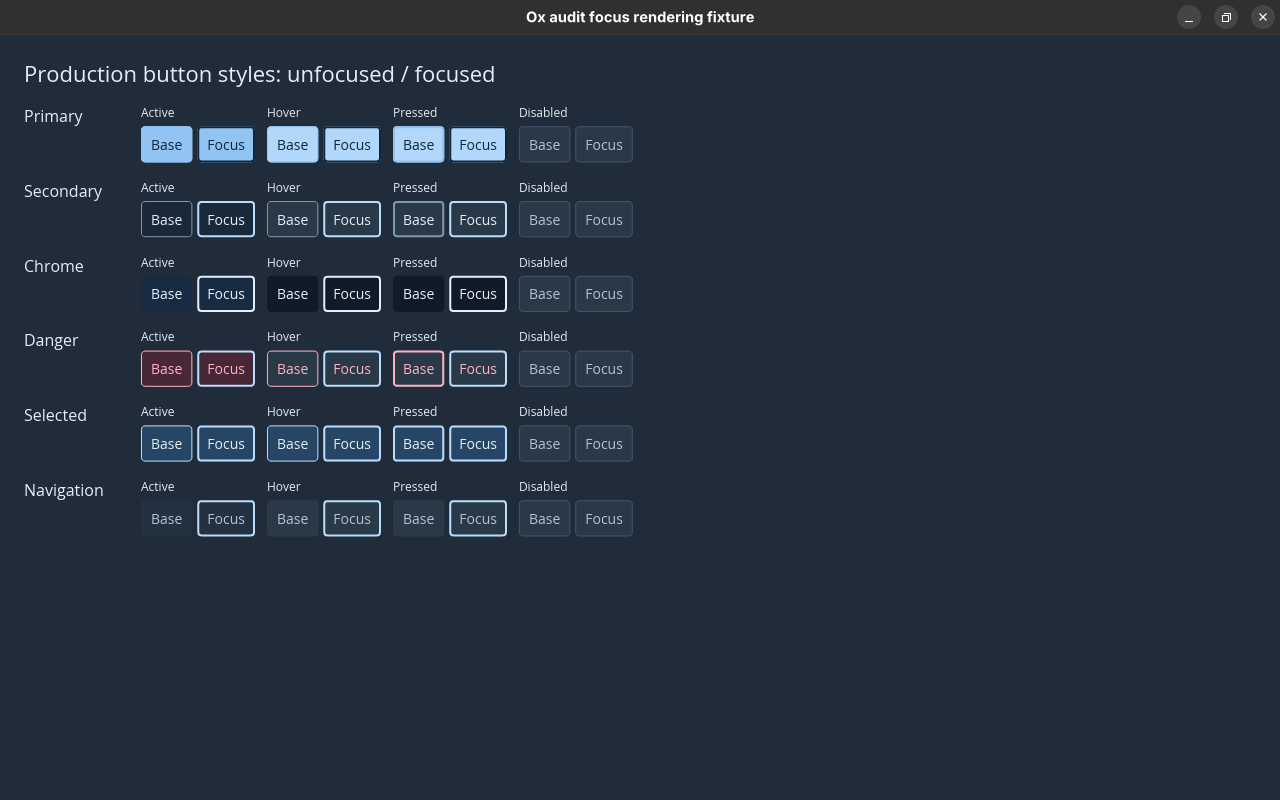 Ox audit focus rendering fixture
Production button styles: unfocused / focused
Primary
Active Hover Pressed Disabled
Base Focus Base Focus Base Focus Base Focus
Secondary
Active Hover Pressed Disabled
Base Focus Base Focus Base Focus Base Focus
Chrome
Active Hover Pressed Disabled
Base Focus Base Focus Base Focus Base Focus
Danger
Active Hover Pressed Disabled
Base Focus Base Focus Base Focus Base Focus
Selected
Active Hover Pressed Disabled
Base Focus Base Focus Base Focus Base Focus
Navigation
Active Hover Pressed Disabled
Base Focus Base Focus Base Focus Base Focus